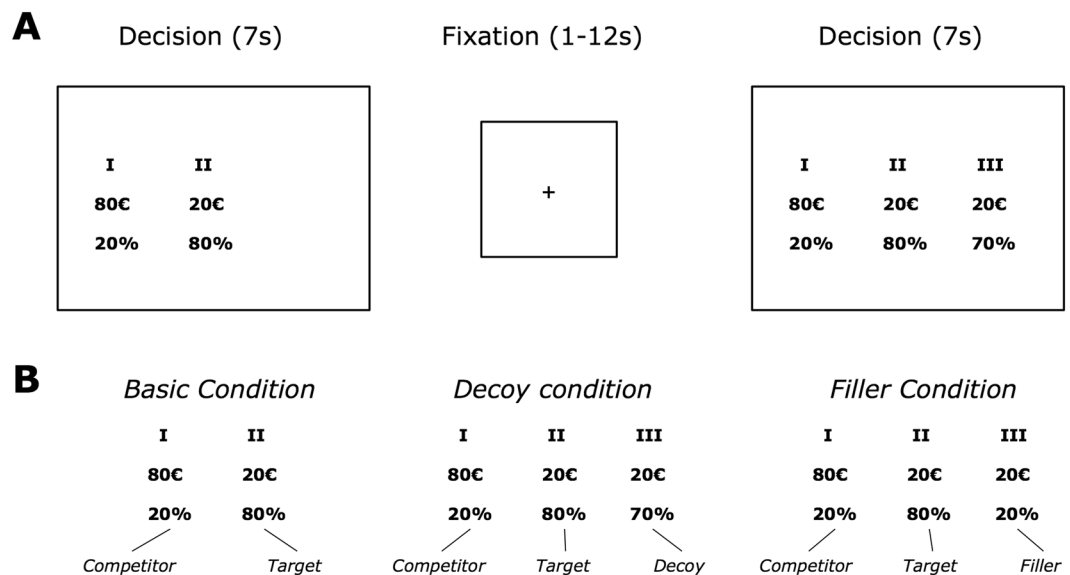 A
Decision (7s) Fixation (1-12s) Decision (7s)
I II
80€ 20€
20% 80%
+
I II III
80€ 20€ 20€
20% 80% 70%
B
Basic Condition
I II
80€ 20€
20% 80%
Competitor Target
Decoy condition
I II III
80€ 20€ 20€
20% 80% 70%
Competitor Target Decoy
Filler Condition
I II III
80€ 20€ 20€
20% 80% 20%
Competitor Target Filler